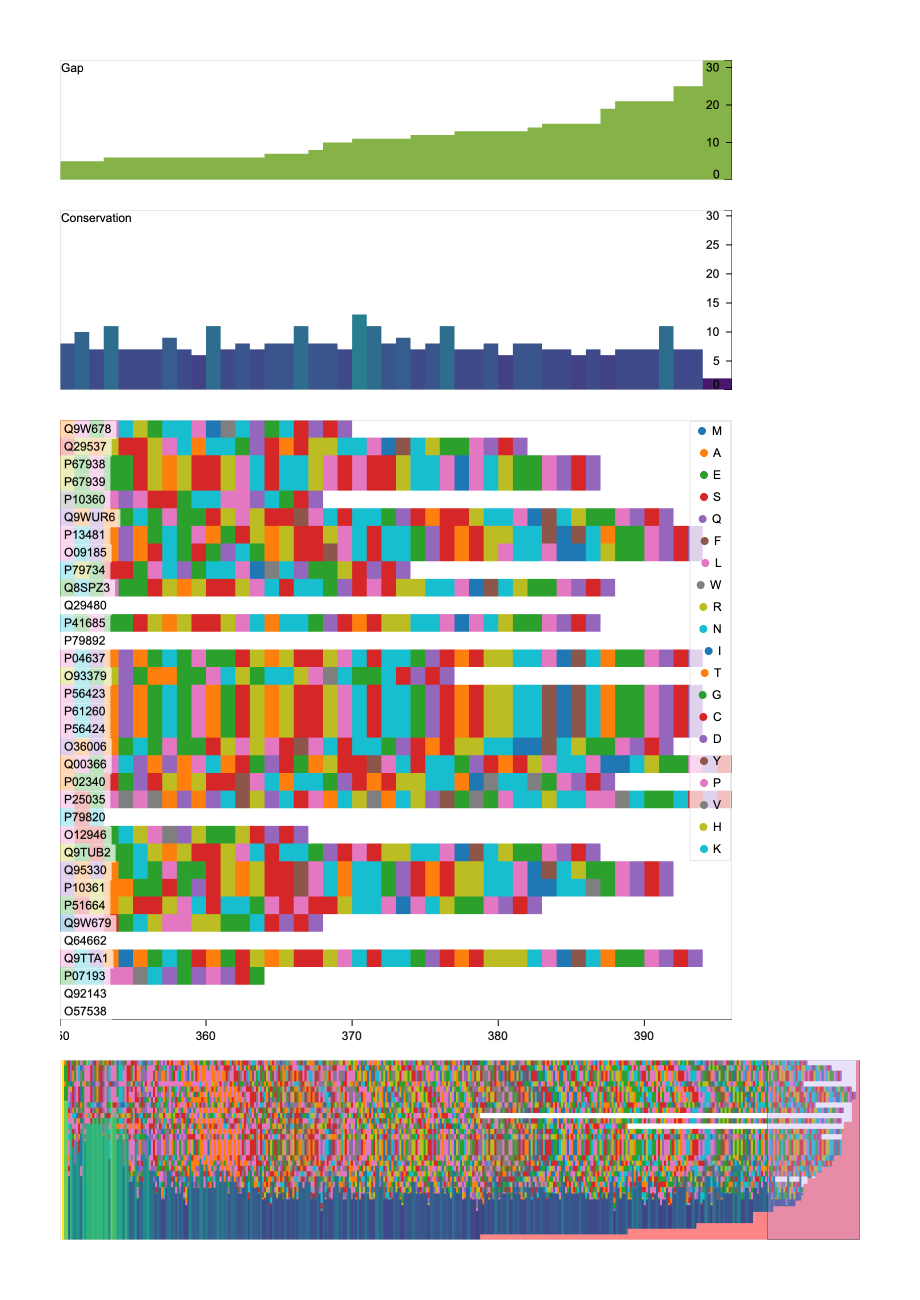 Gap
30
20
10
0
Conservation
30
25
20
15
10
5
0
Q9W678
M
Q29537
A
P67938
E
P67939
S
P10360
Q
Q9WUR6
F
P13481
L
O09185
W
P79734
R
Q8SPZ3
N
Q29480
I
P41685
T
P79892
G
P04637
C
O93379
D
P56423
Y
P61260
P
P56424
V
O36006
H
Q00366
K
P02340
P25035
P79820
O12946
Q9TUB2
Q95330
P10361
P51664
Q9W679
Q64662
Q9TTA1
P07193
Q92143
O57538
360 370 380 390